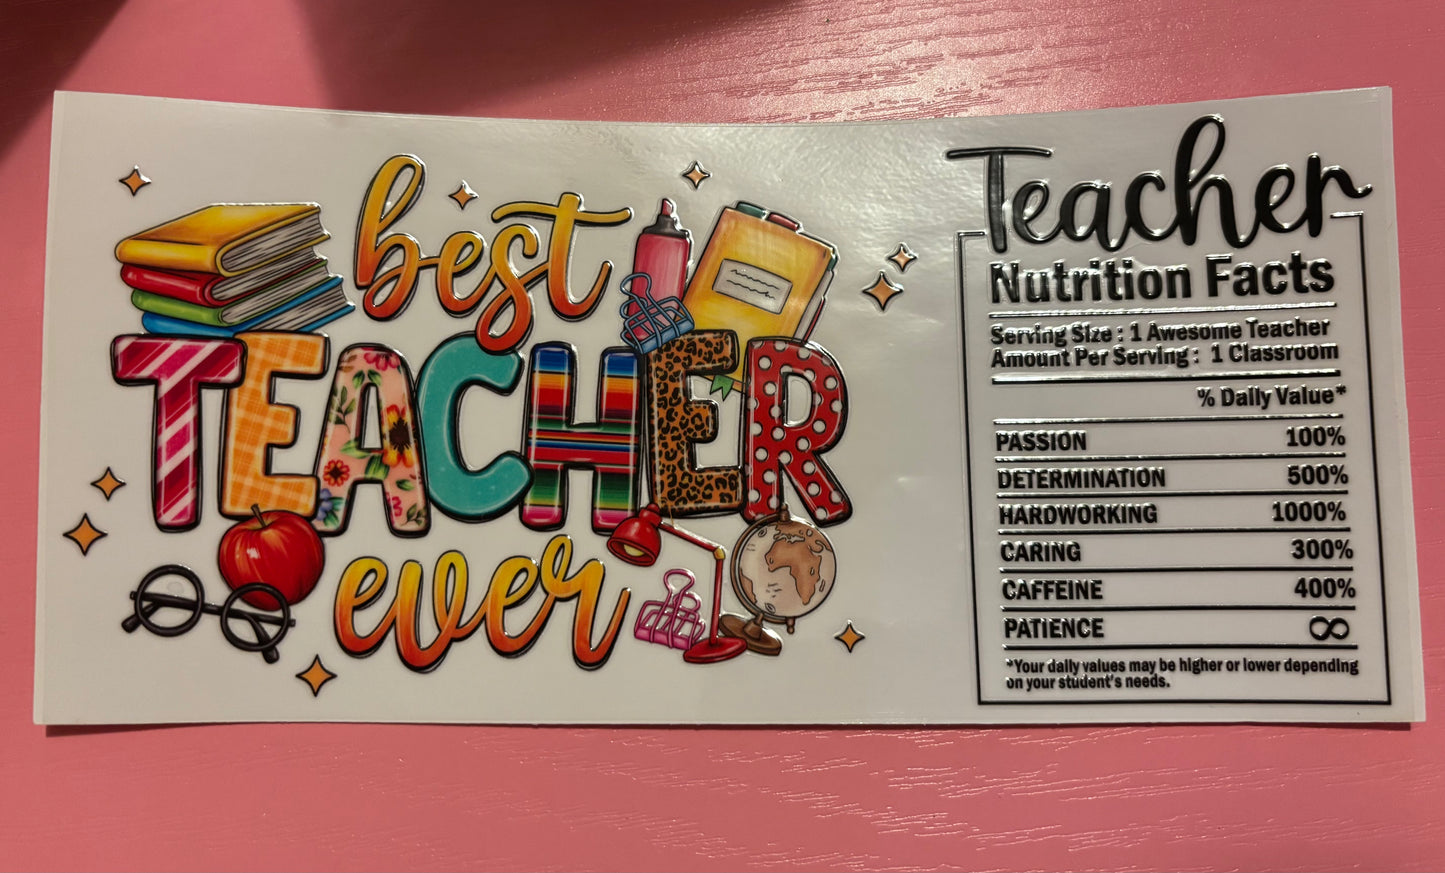 best
TEACHER
ever
Teacher
Nutrition Facts
Serving Size : 1 Awesome Teacher
Amount Per Serving : 1 Classroom
% Daily Value*
PASSION 100%
DETERMINATION 500%
HARDWORKING 1000%
CARING 300%
CAFFEINE 400%
PATIENCE ∞
*Your daily values may be higher or lower depending
on your student's needs.